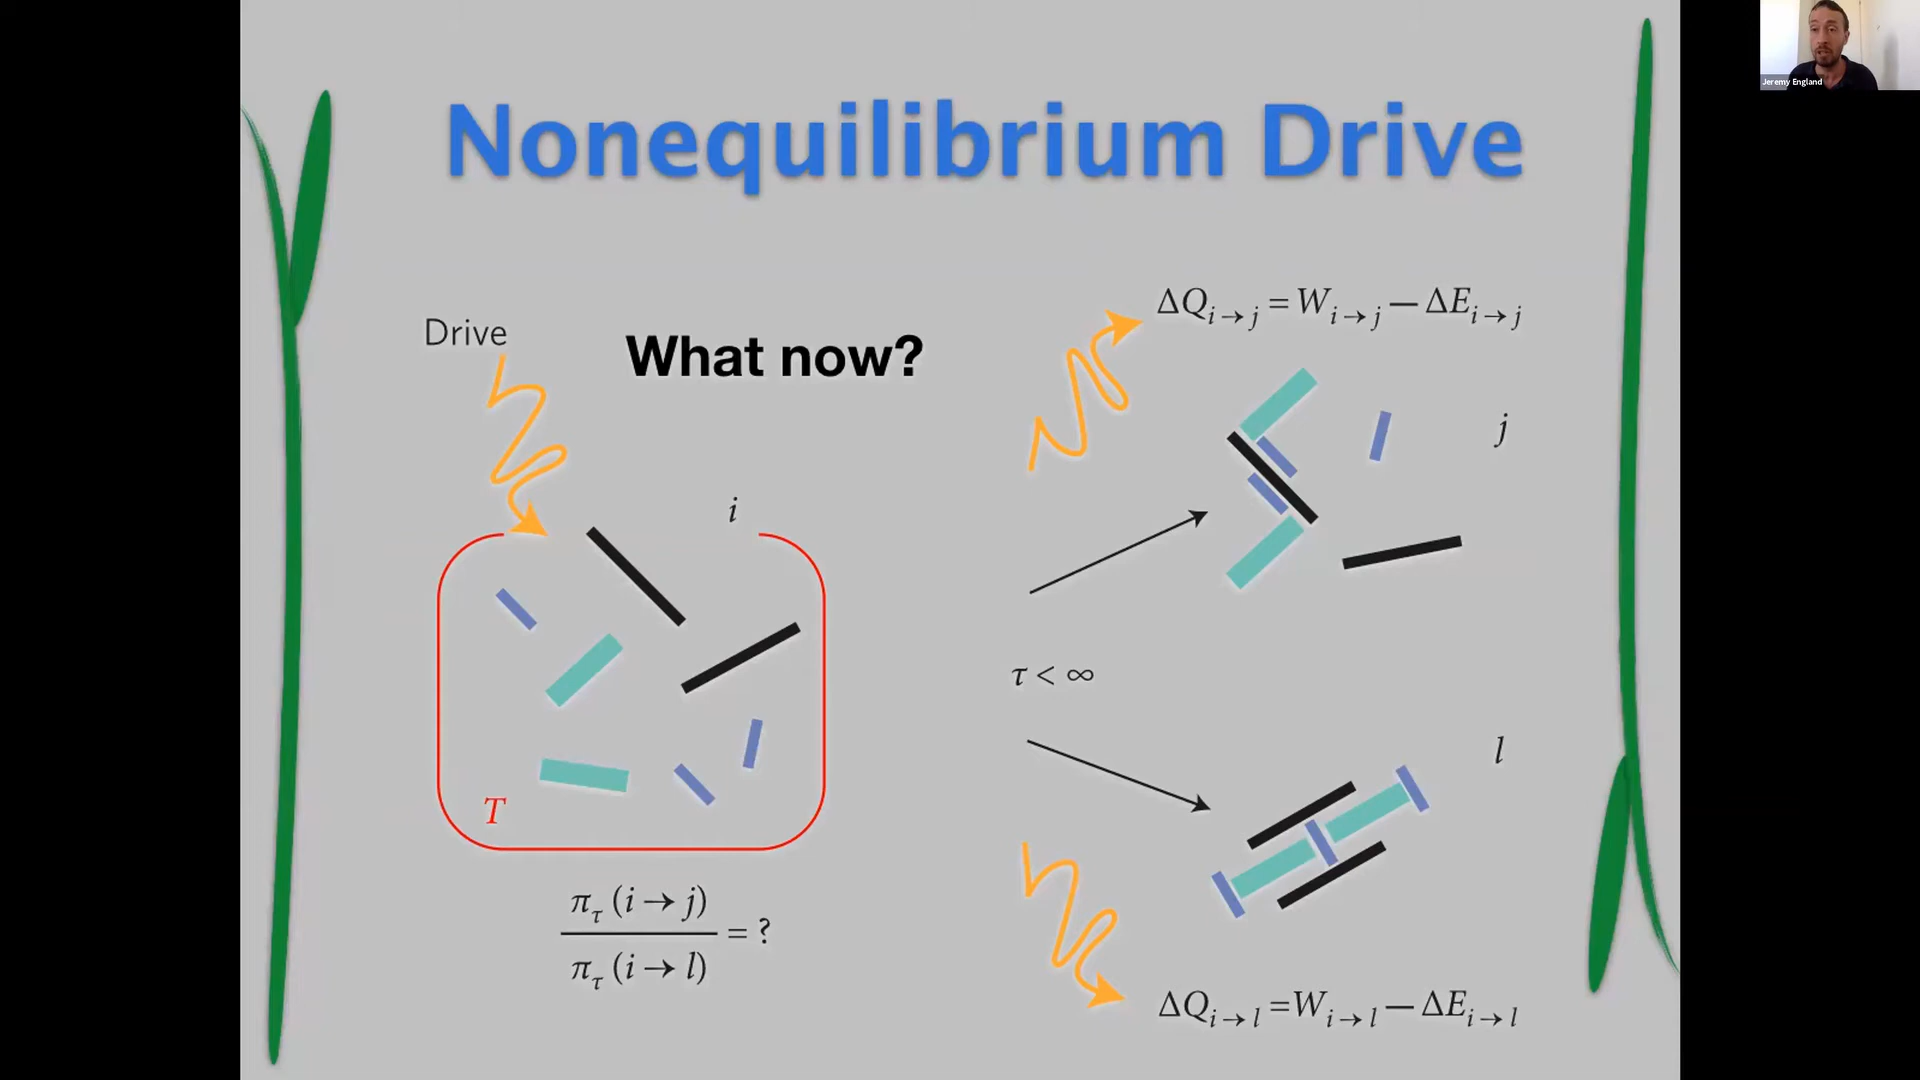 Nonequilibrium Drive
Jeremy England
Drive
What now?
ΔQ_{i→j} = W_{i→j} − ΔE_{i→j}
i
j
T
τ < ∞
l
π_τ (i → j)
π_τ (i → l)
= ?
ΔQ_{i→l} = W_{i→l} − ΔE_{i→l}